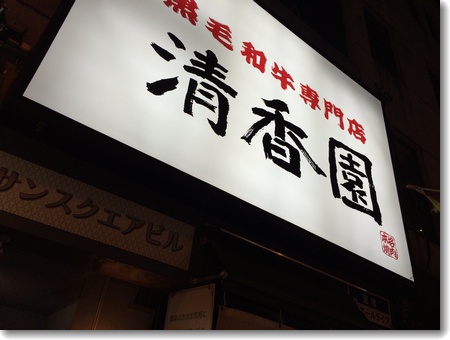 黒毛和牛専門店
清香園
サンスクエアビル